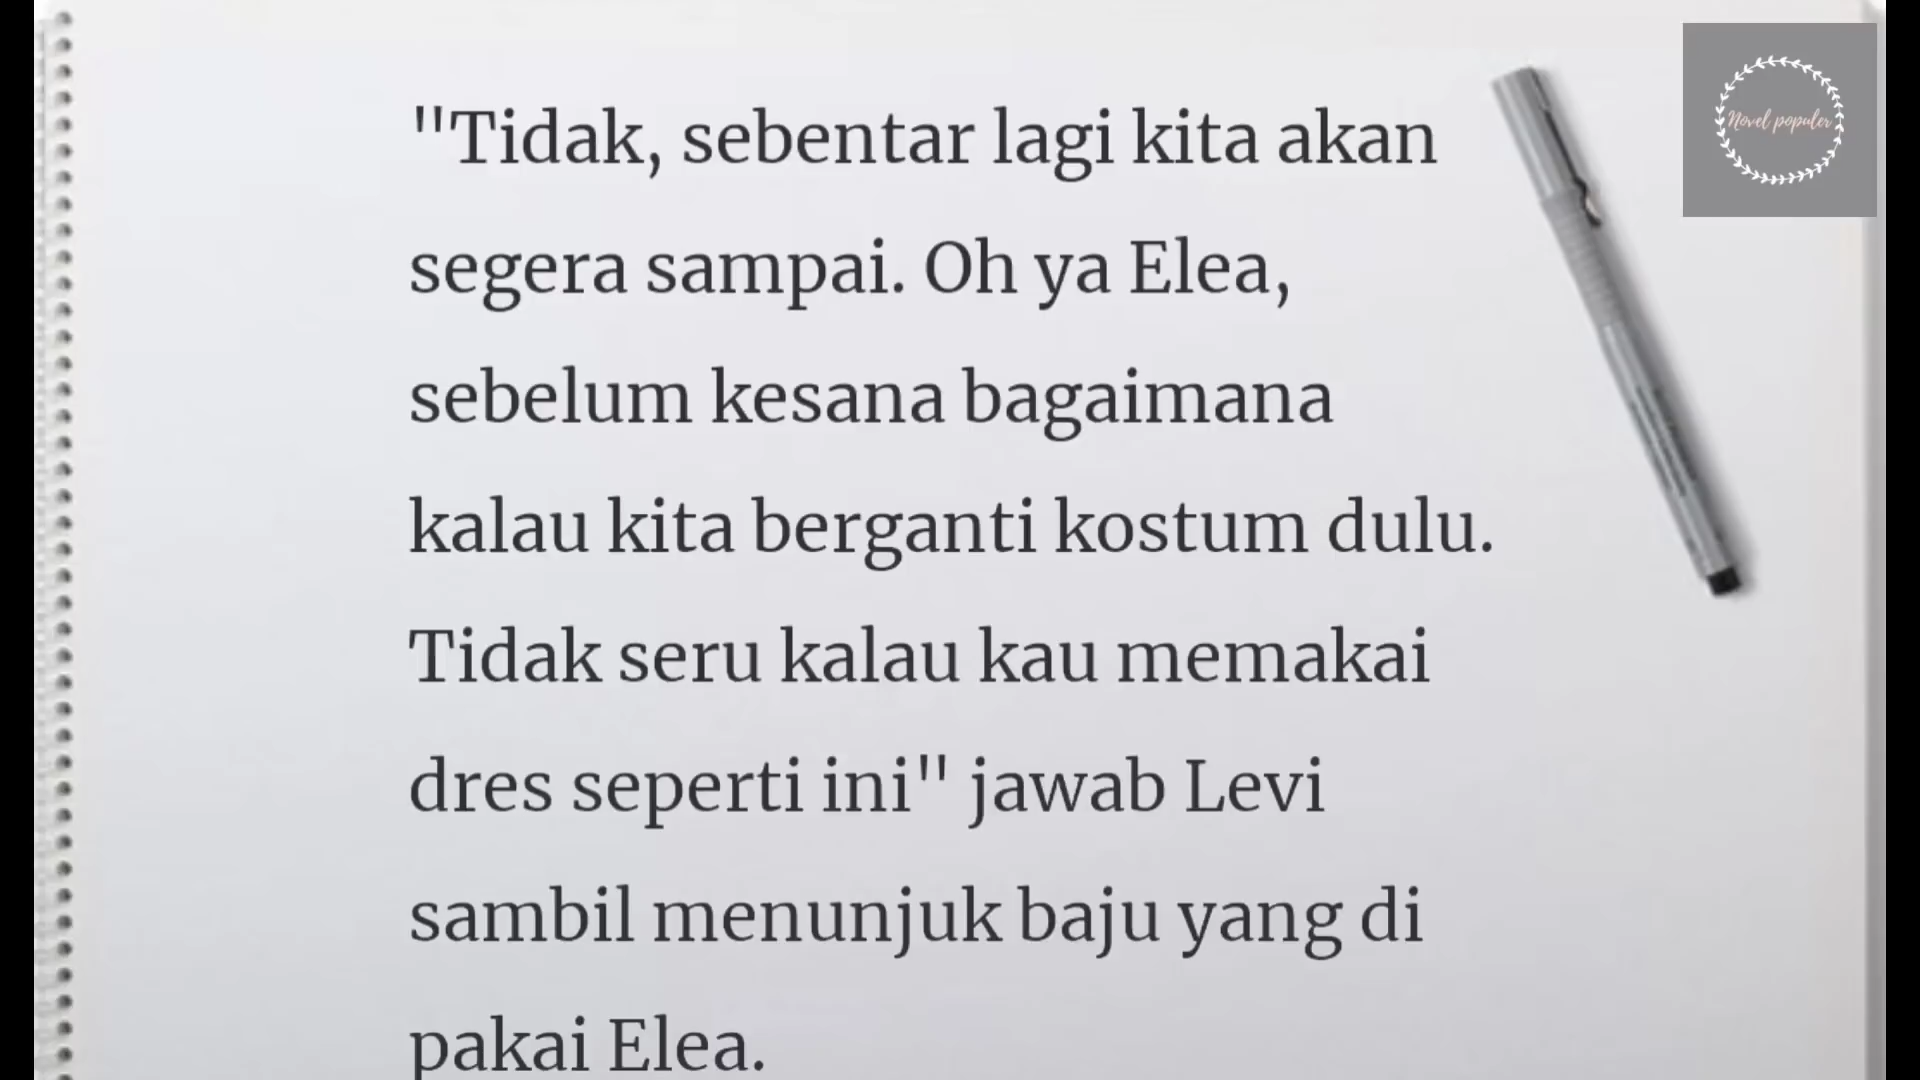 "Tidak, sebentar lagi kita akan
segera sampai. Oh ya Elea,
sebelum kesana bagaimana
kalau kita berganti kostum dulu.
Tidak seru kalau kau memakai
dres seperti ini" jawab Levi
sambil menunjuk baju yang di
pakai Elea.
Novel populer